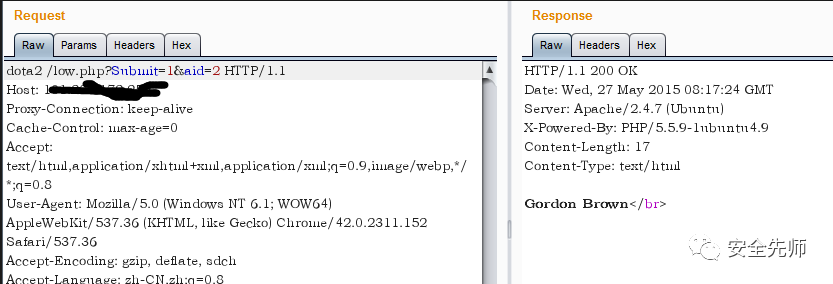 Request
Response
Raw Params Headers Hex
Raw Headers Hex
dota2 /low.php?Submit=1&aid=2 HTTP/1.1
Host:
Proxy-Connection: keep-alive
Cache-Control: max-age=0
Accept:
text/html,application/xhtml+xml,application/xml;q=0.9,image/webp,*/
*;q=0.8
User-Agent: Mozilla/5.0 (Windows NT 6.1; WOW64)
AppleWebKit/537.36 (KHTML, like Gecko) Chrome/42.0.2311.152
Safari/537.36
Accept-Encoding: gzip, deflate, sdch
Accept-Language: zh-CN,zh;q=0.8
HTTP/1.1 200 OK
Date: Wed, 27 May 2015 08:17:24 GMT
Server: Apache/2.4.7 (Ubuntu)
X-Powered-By: PHP/5.5.9-1ubuntu4.9
Content-Length: 17
Content-Type: text/html
Gordon Brown</br>
安全先师